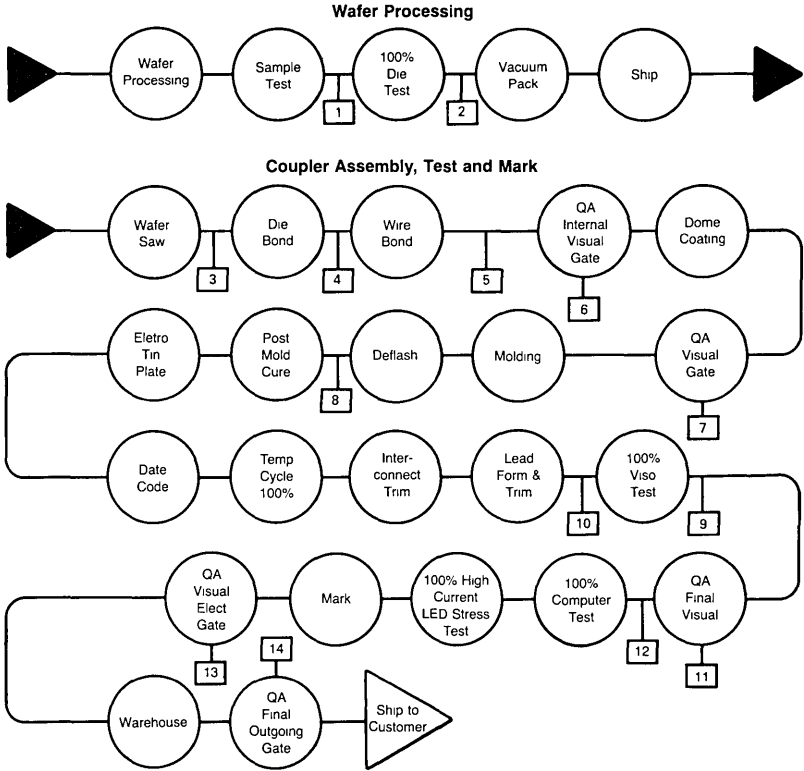 Wafer Processing
Wafer
Processing
Sample
Test
1
100%
Die
Test
2
Vacuum
Pack
Ship
Coupler Assembly, Test and Mark
Wafer
Saw
3
Die
Bond
4
Wire
Bond
5
QA
Internal
Visual
Gate
6
Dome
Coating
QA
Visual
Gate
7
Molding
Deflash
8
Post
Mold
Cure
Eletro
Tin
Plate
Date
Code
Temp
Cycle
100%
Inter-
connect
Trim
Lead
Form &
Trim
10
100%
Viso
Test
9
QA
Final
Visual
11
12
100%
Computer
Test
100% High
Current
LED Stress
Test
Mark
QA
Visual
Elect
Gate
13
Warehouse
14
QA
Final
Outgoing
Gate
Ship to
Customer